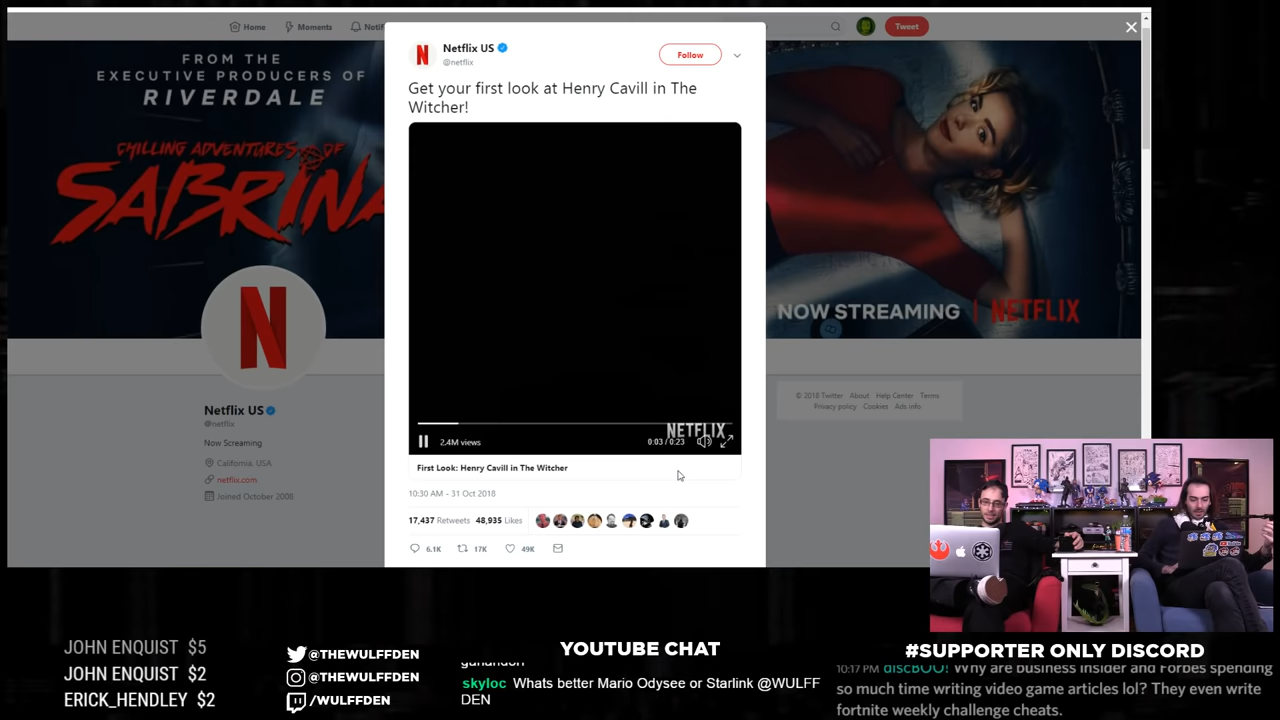 Home
Moments
Notif
Tweet
FROM THE
EXECUTIVE PRODUCERS OF
RIVERDALE
CHILLING ADVENTURES OF
SABRINA
NOW STREAMING | NETFLIX
Netflix US
@netflix
Follow
Get your first look at Henry Cavill in The
Witcher!
NETFLIX
2.4M views
0:03 / 0:23
First Look: Henry Cavill in The Witcher
10:30 AM - 31 Oct 2018
17,437 Retweets 48,935 Likes
6.1K 17K 49K
N
Netflix US
@netflix
Now Screaming
California, USA
netflix.com
Joined October 2008
© 2018 Twitter About Help Center Terms
Privacy policy Cookies Ads info
JOHN ENQUIST $5
JOHN ENQUIST $2
ERICK_HENDLEY $2
@THEWULFFDEN
@THEWULFFDEN
/WULFFDEN
YOUTUBE CHAT
skyloc Whats better Mario Odysee or Starlink @WULFF
DEN
#SUPPORTER ONLY DISCORD
10:17 PM discBOO! Why are business insider and Forbes spending
so much time writing video game articles lol? They even write
fortnite weekly challenge cheats.